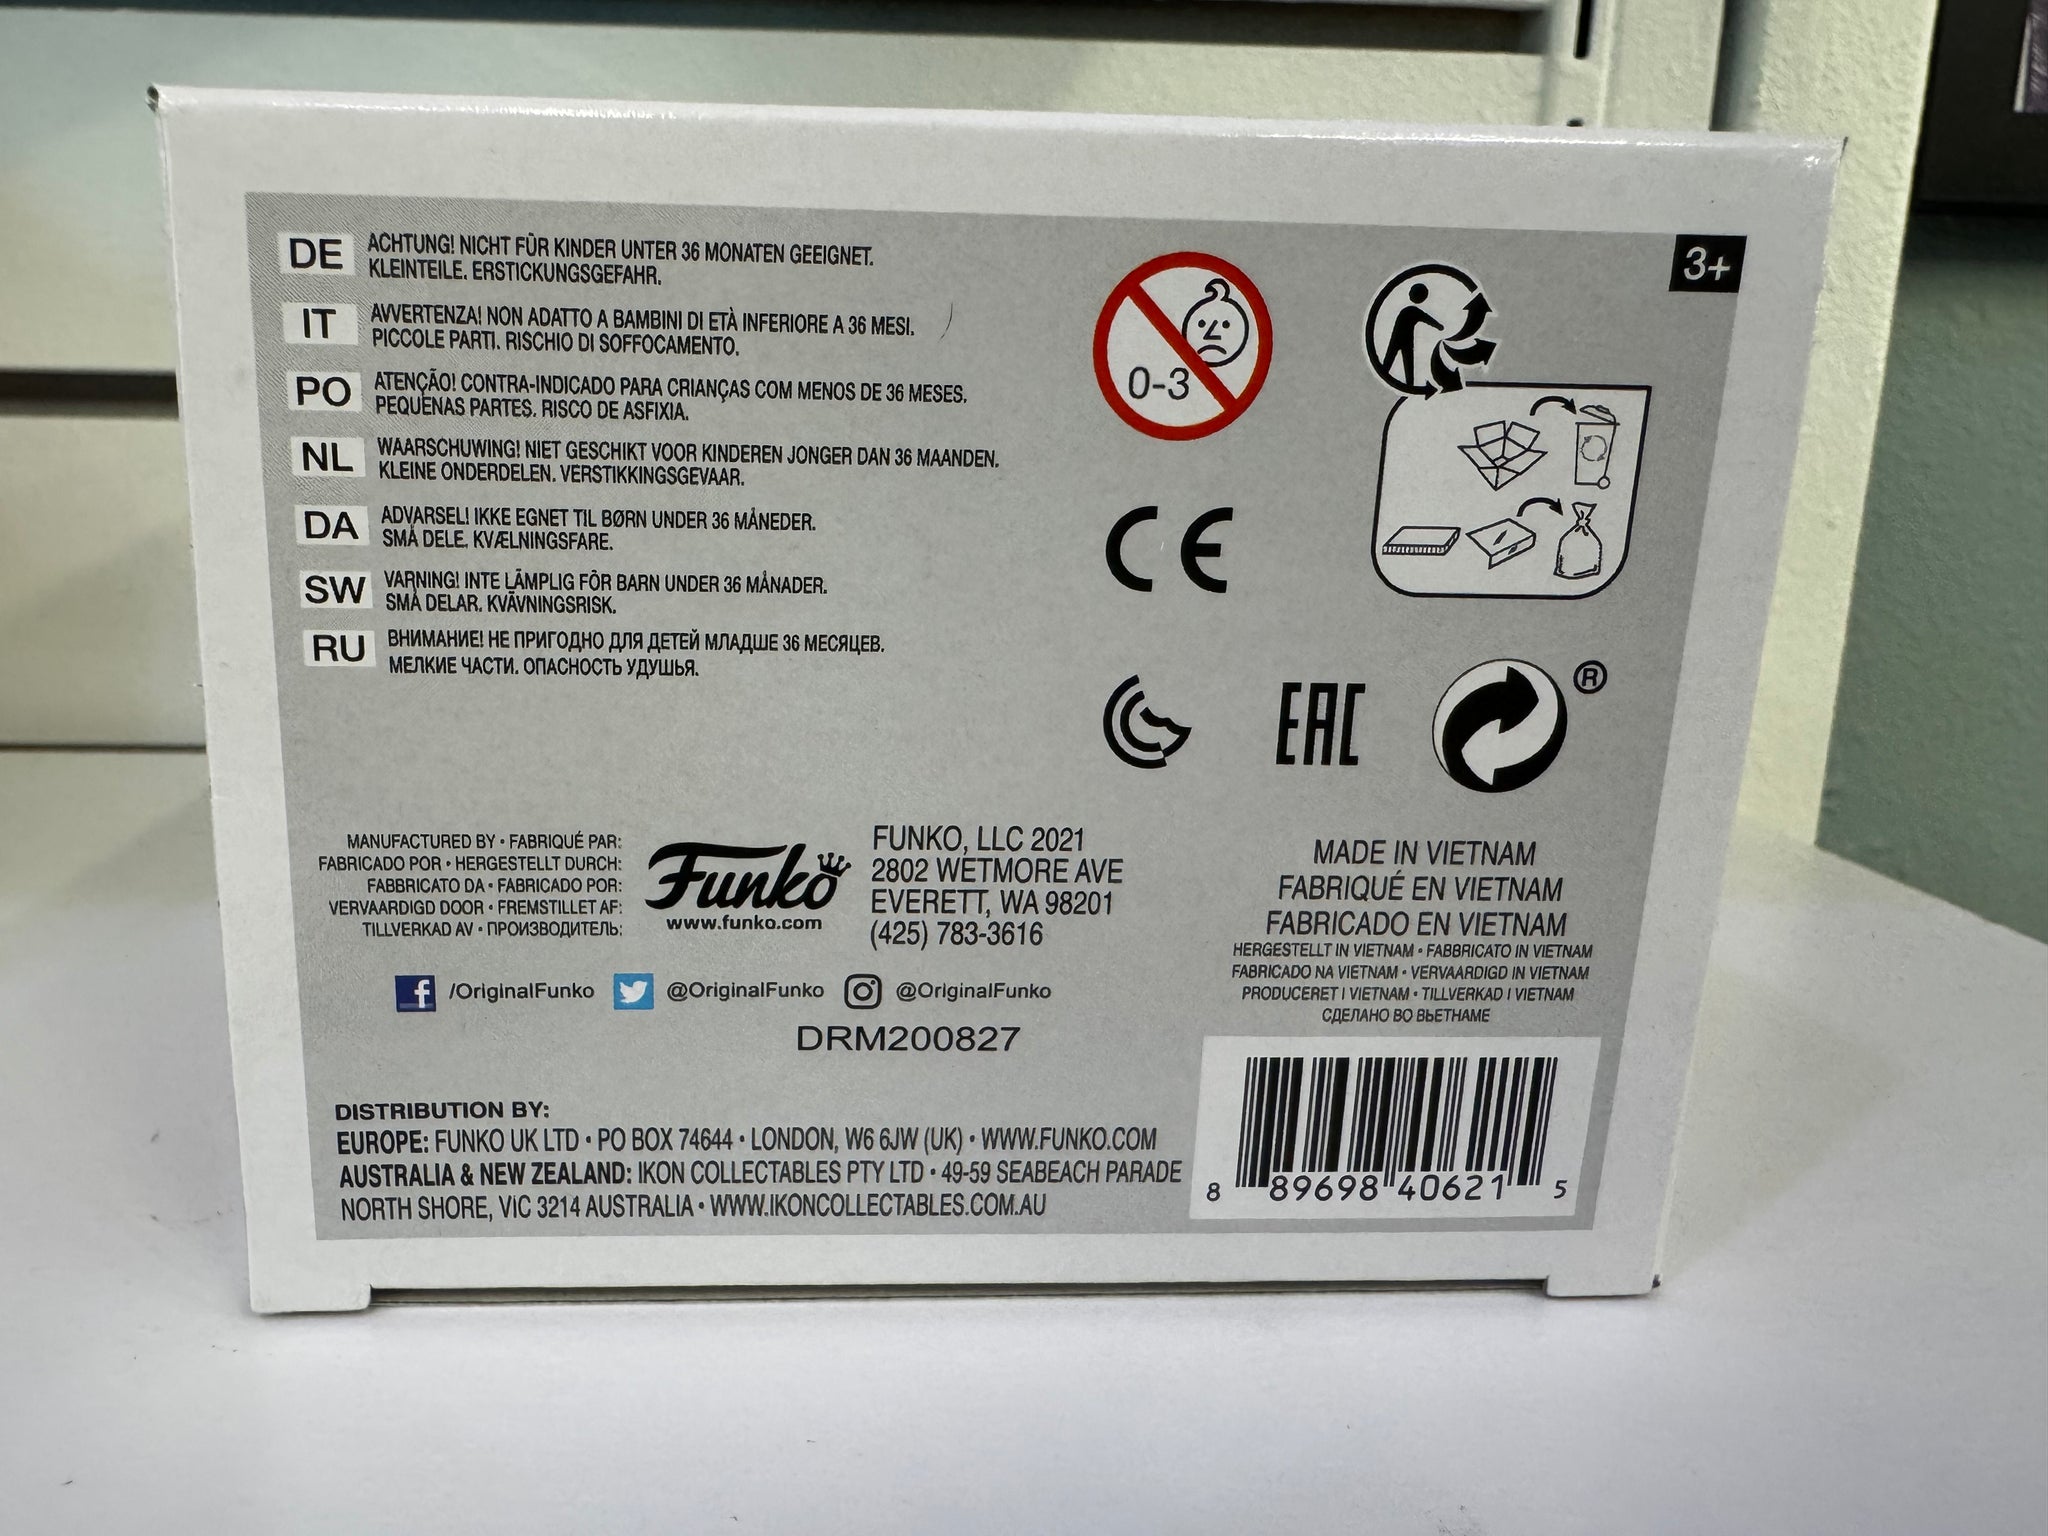 3+
DE
ACHTUNG! NICHT FÜR KINDER UNTER 36 MONATEN GEEIGNET.
KLEINTEILE. ERSTICKUNGSGEFAHR.
IT
AVVERTENZA! NON ADATTO A BAMBINI DI ETÀ INFERIORE A 36 MESI.
PICCOLE PARTI. RISCHIO DI SOFFOCAMENTO.
PO
ATENÇÃO! CONTRA-INDICADO PARA CRIANÇAS COM MENOS DE 36 MESES.
PEQUENAS PARTES. RISCO DE ASFIXIA.
NL
WAARSCHUWING! NIET GESCHIKT VOOR KINDEREN JONGER DAN 36 MAANDEN.
KLEINE ONDERDELEN. VERSTIKKINGSGEVAAR.
DA
ADVARSEL! IKKE EGNET TIL BØRN UNDER 36 MÅNEDER.
SMÅ DELE. KVÆLNINGSFARE.
SW
VARNING! INTE LÄMPLIG FÖR BARN UNDER 36 MÅNADER.
SMÅ DELAR. KVÄVNINGSRISK.
RU
ВНИМАНИЕ! НЕ ПРИГОДНО ДЛЯ ДЕТЕЙ МЛАДШЕ 36 МЕСЯЦЕВ.
МЕЛКИЕ ЧАСТИ. ОПАСНОСТЬ УДУШЬЯ.
0-3
CE
EAC
®
MANUFACTURED BY • FABRIQUÉ PAR:
FABRICADO POR • HERGESTELLT DURCH:
FABBRICATO DA • FABRICADO POR:
VERVAARDIGD DOOR • FREMSTILLET AF:
TILLVERKAD AV • ПРОИЗВОДИТЕЛЬ:
Funko
www.funko.com
FUNKO, LLC 2021
2802 WETMORE AVE
EVERETT, WA 98201
(425) 783-3616
MADE IN VIETNAM
FABRIQUÉ EN VIETNAM
FABRICADO EN VIETNAM
HERGESTELLT IN VIETNAM • FABBRICATO IN VIETNAM
FABRICADO NA VIETNAM • VERVAARDIGD IN VIETNAM
PRODUCERET I VIETNAM • TILLVERKAD I VIETNAM
СДЕЛАНО ВО ВЬЕТНАМЕ
f /OriginalFunko @OriginalFunko @OriginalFunko
DRM200827
DISTRIBUTION BY:
EUROPE: FUNKO UK LTD • PO BOX 74644 • LONDON, W6 6JW (UK) • WWW.FUNKO.COM
AUSTRALIA & NEW ZEALAND: IKON COLLECTABLES PTY LTD • 49-59 SEABEACH PARADE
NORTH SHORE, VIC 3214 AUSTRALIA • WWW.IKONCOLLECTABLES.COM.AU
8 89698 40621 5